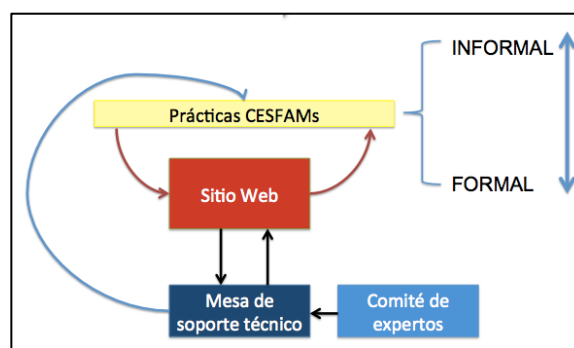 INFORMAL
Prácticas CESFAMs
FORMAL
Sitio Web
Mesa de
soporte técnico
Comité de
expertos